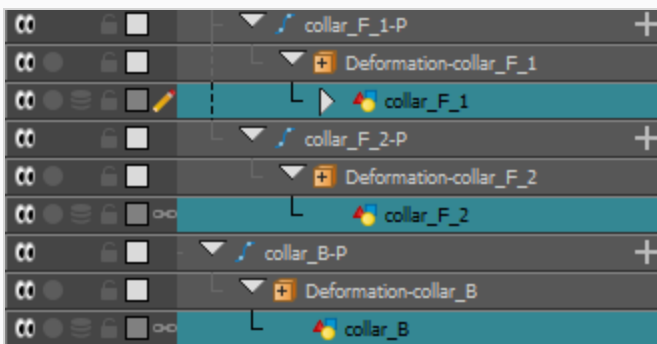 collar_F_1-P
Deformation-collar_F_1
collar_F_1
collar_F_2-P
Deformation-collar_F_2
collar_F_2
collar_B-P
Deformation-collar_B
collar_B